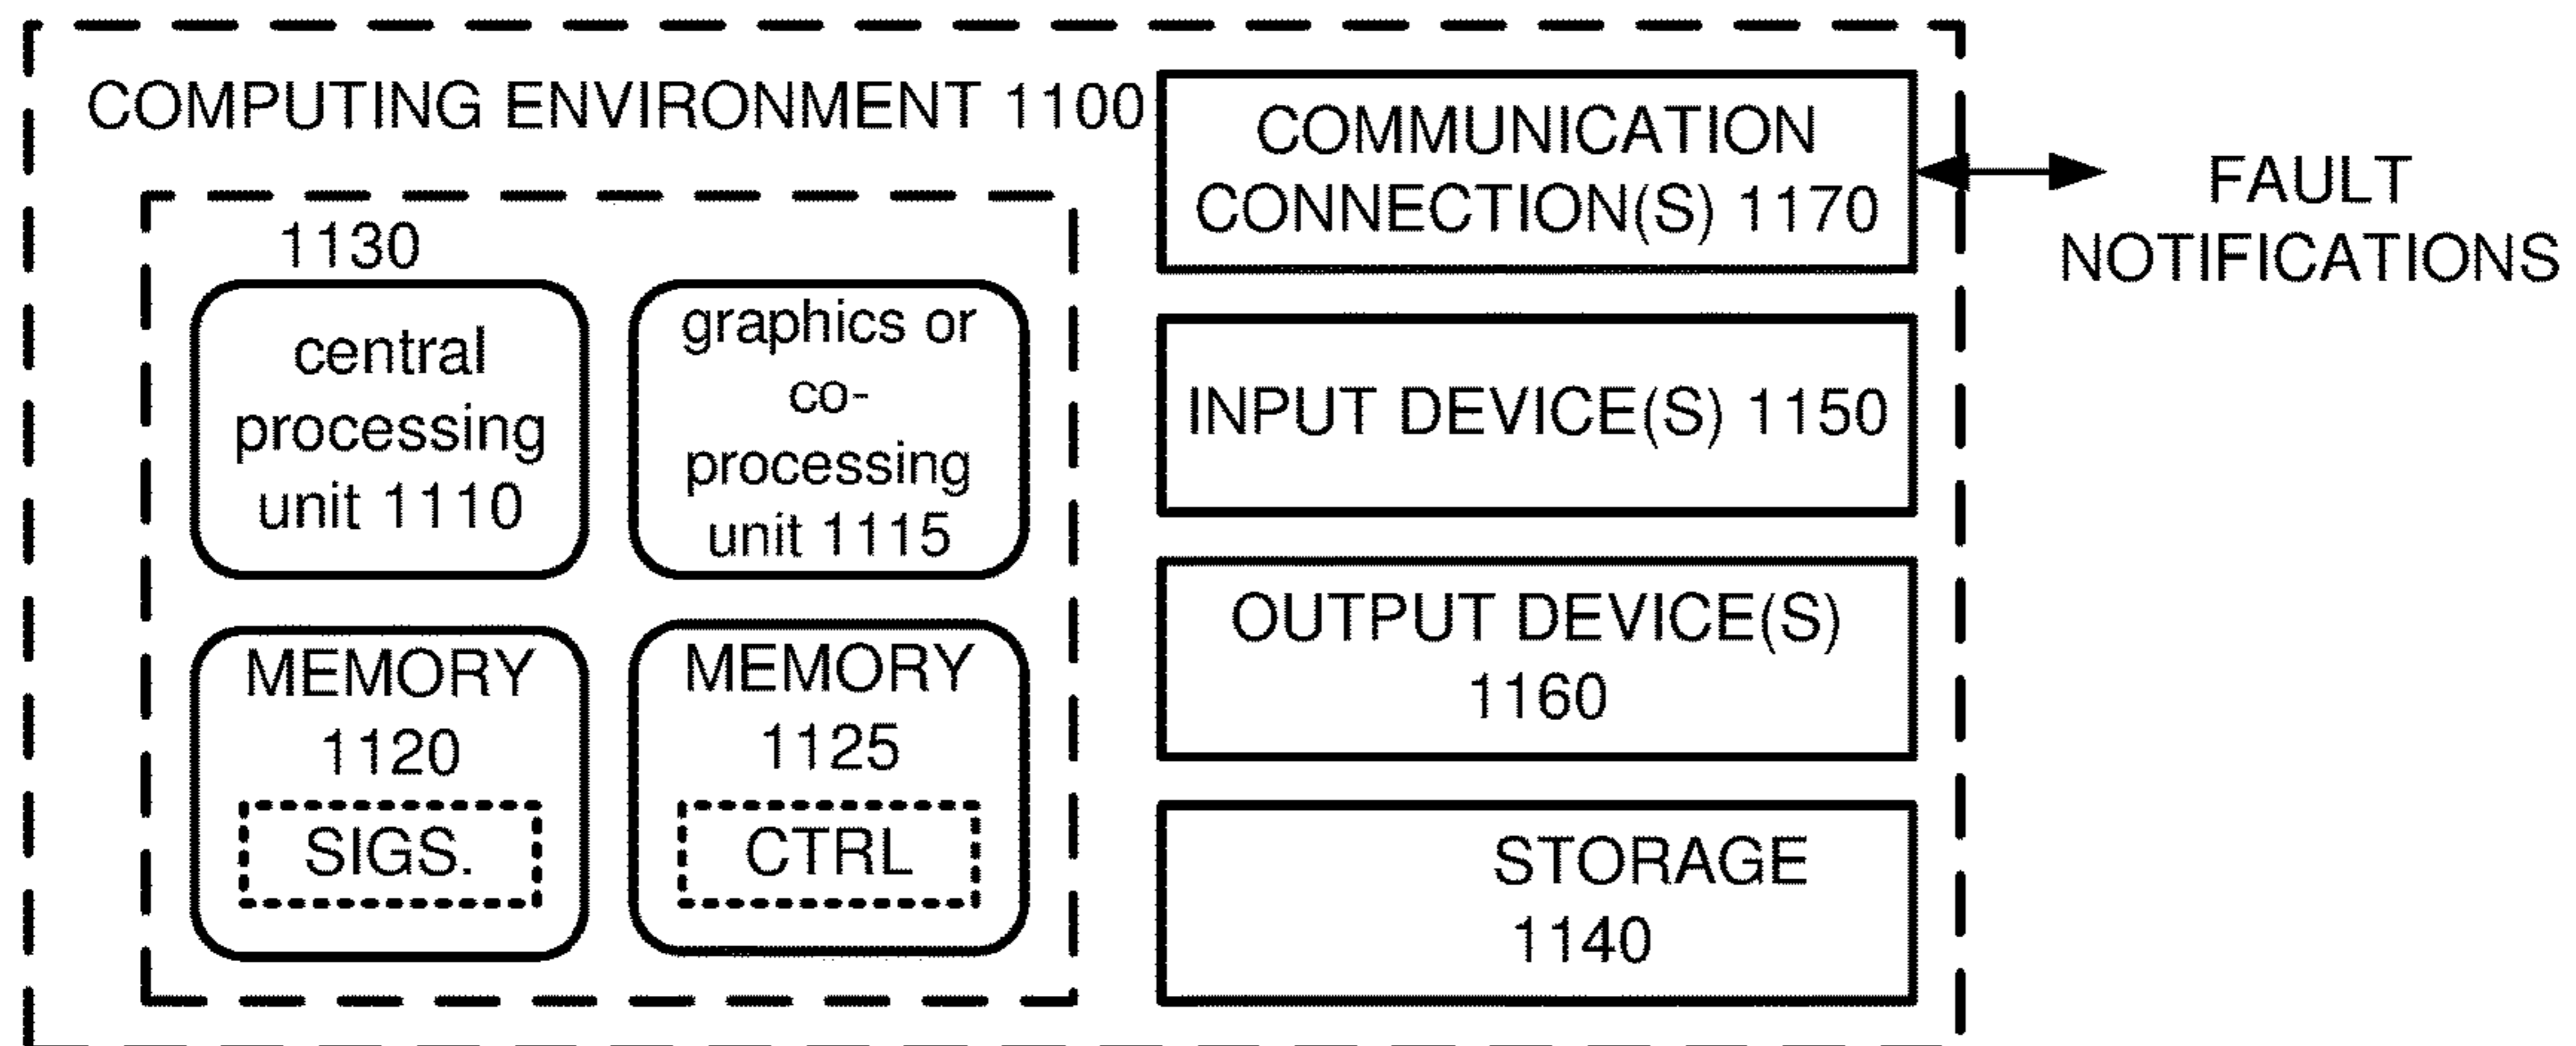 COMPUTING ENVIRONMENT 1100
1130
central
processing
unit 1110
graphics or
co-
processing
unit 1115
MEMORY
1120
SIGS.
MEMORY
1125
CTRL
COMMUNICATION
CONNECTION(S) 1170
INPUT DEVICE(S) 1150
OUTPUT DEVICE(S)
1160
STORAGE
1140
FAULT
NOTIFICATIONS